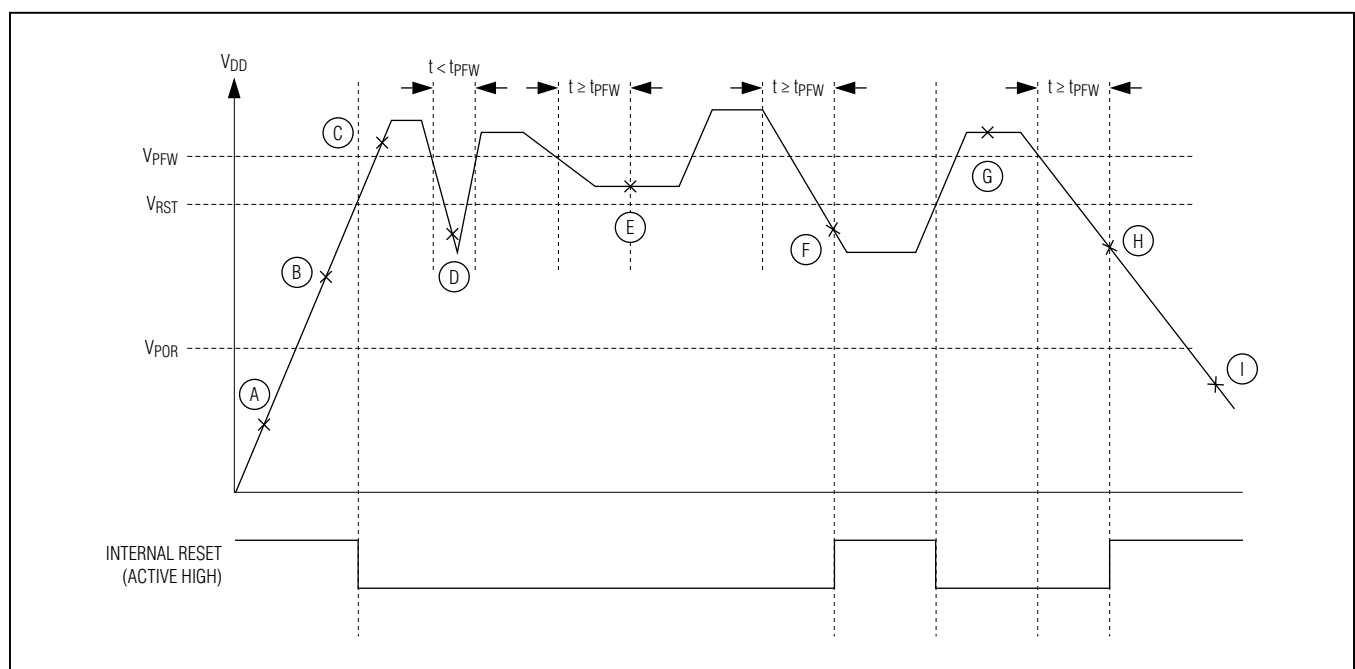 VDD
t < tPFW
t ≥ tPFW
t ≥ tPFW
t ≥ tPFW
C
VPFW
G
VRST
E
F
H
B
D
VPOR
I
A
INTERNAL RESET
(ACTIVE HIGH)